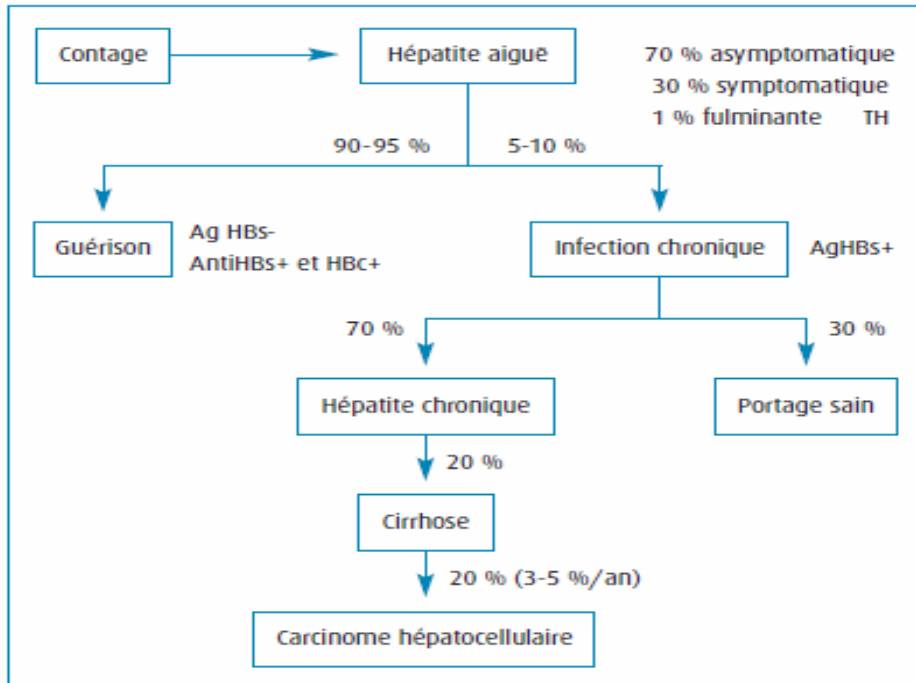 Contage
Hépatite aiguë
70 % asymptomatique
30 % symptomatique
1 % fulminante TH
90-95 %
5-10 %
Guérison
Ag HBs-
AntiHBs+ et HBc+
Infection chronique
AgHBs+
70 %
30 %
Hépatite chronique
Portage sain
20 %
Cirrhose
20 % (3-5 %/an)
Carcinome hépatocellulaire